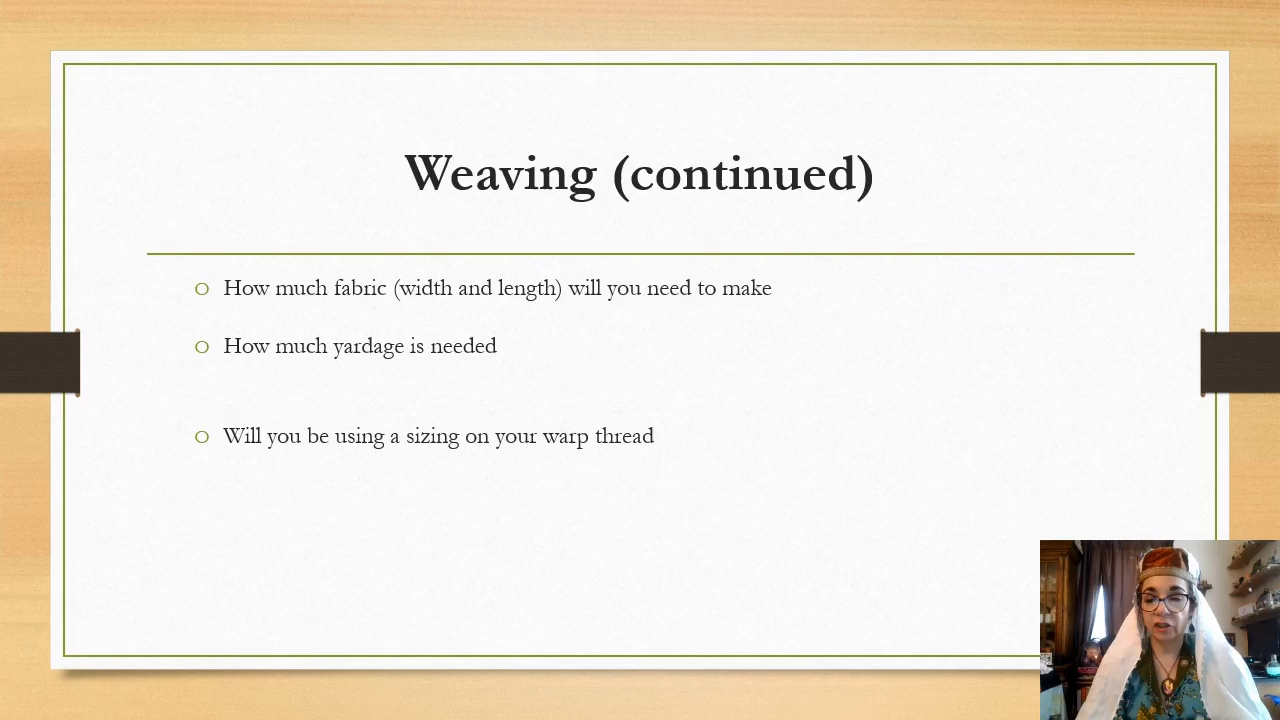 Weaving (continued)
How much fabric (width and length) will you need to make
How much yardage is needed
Will you be using a sizing on your warp thread